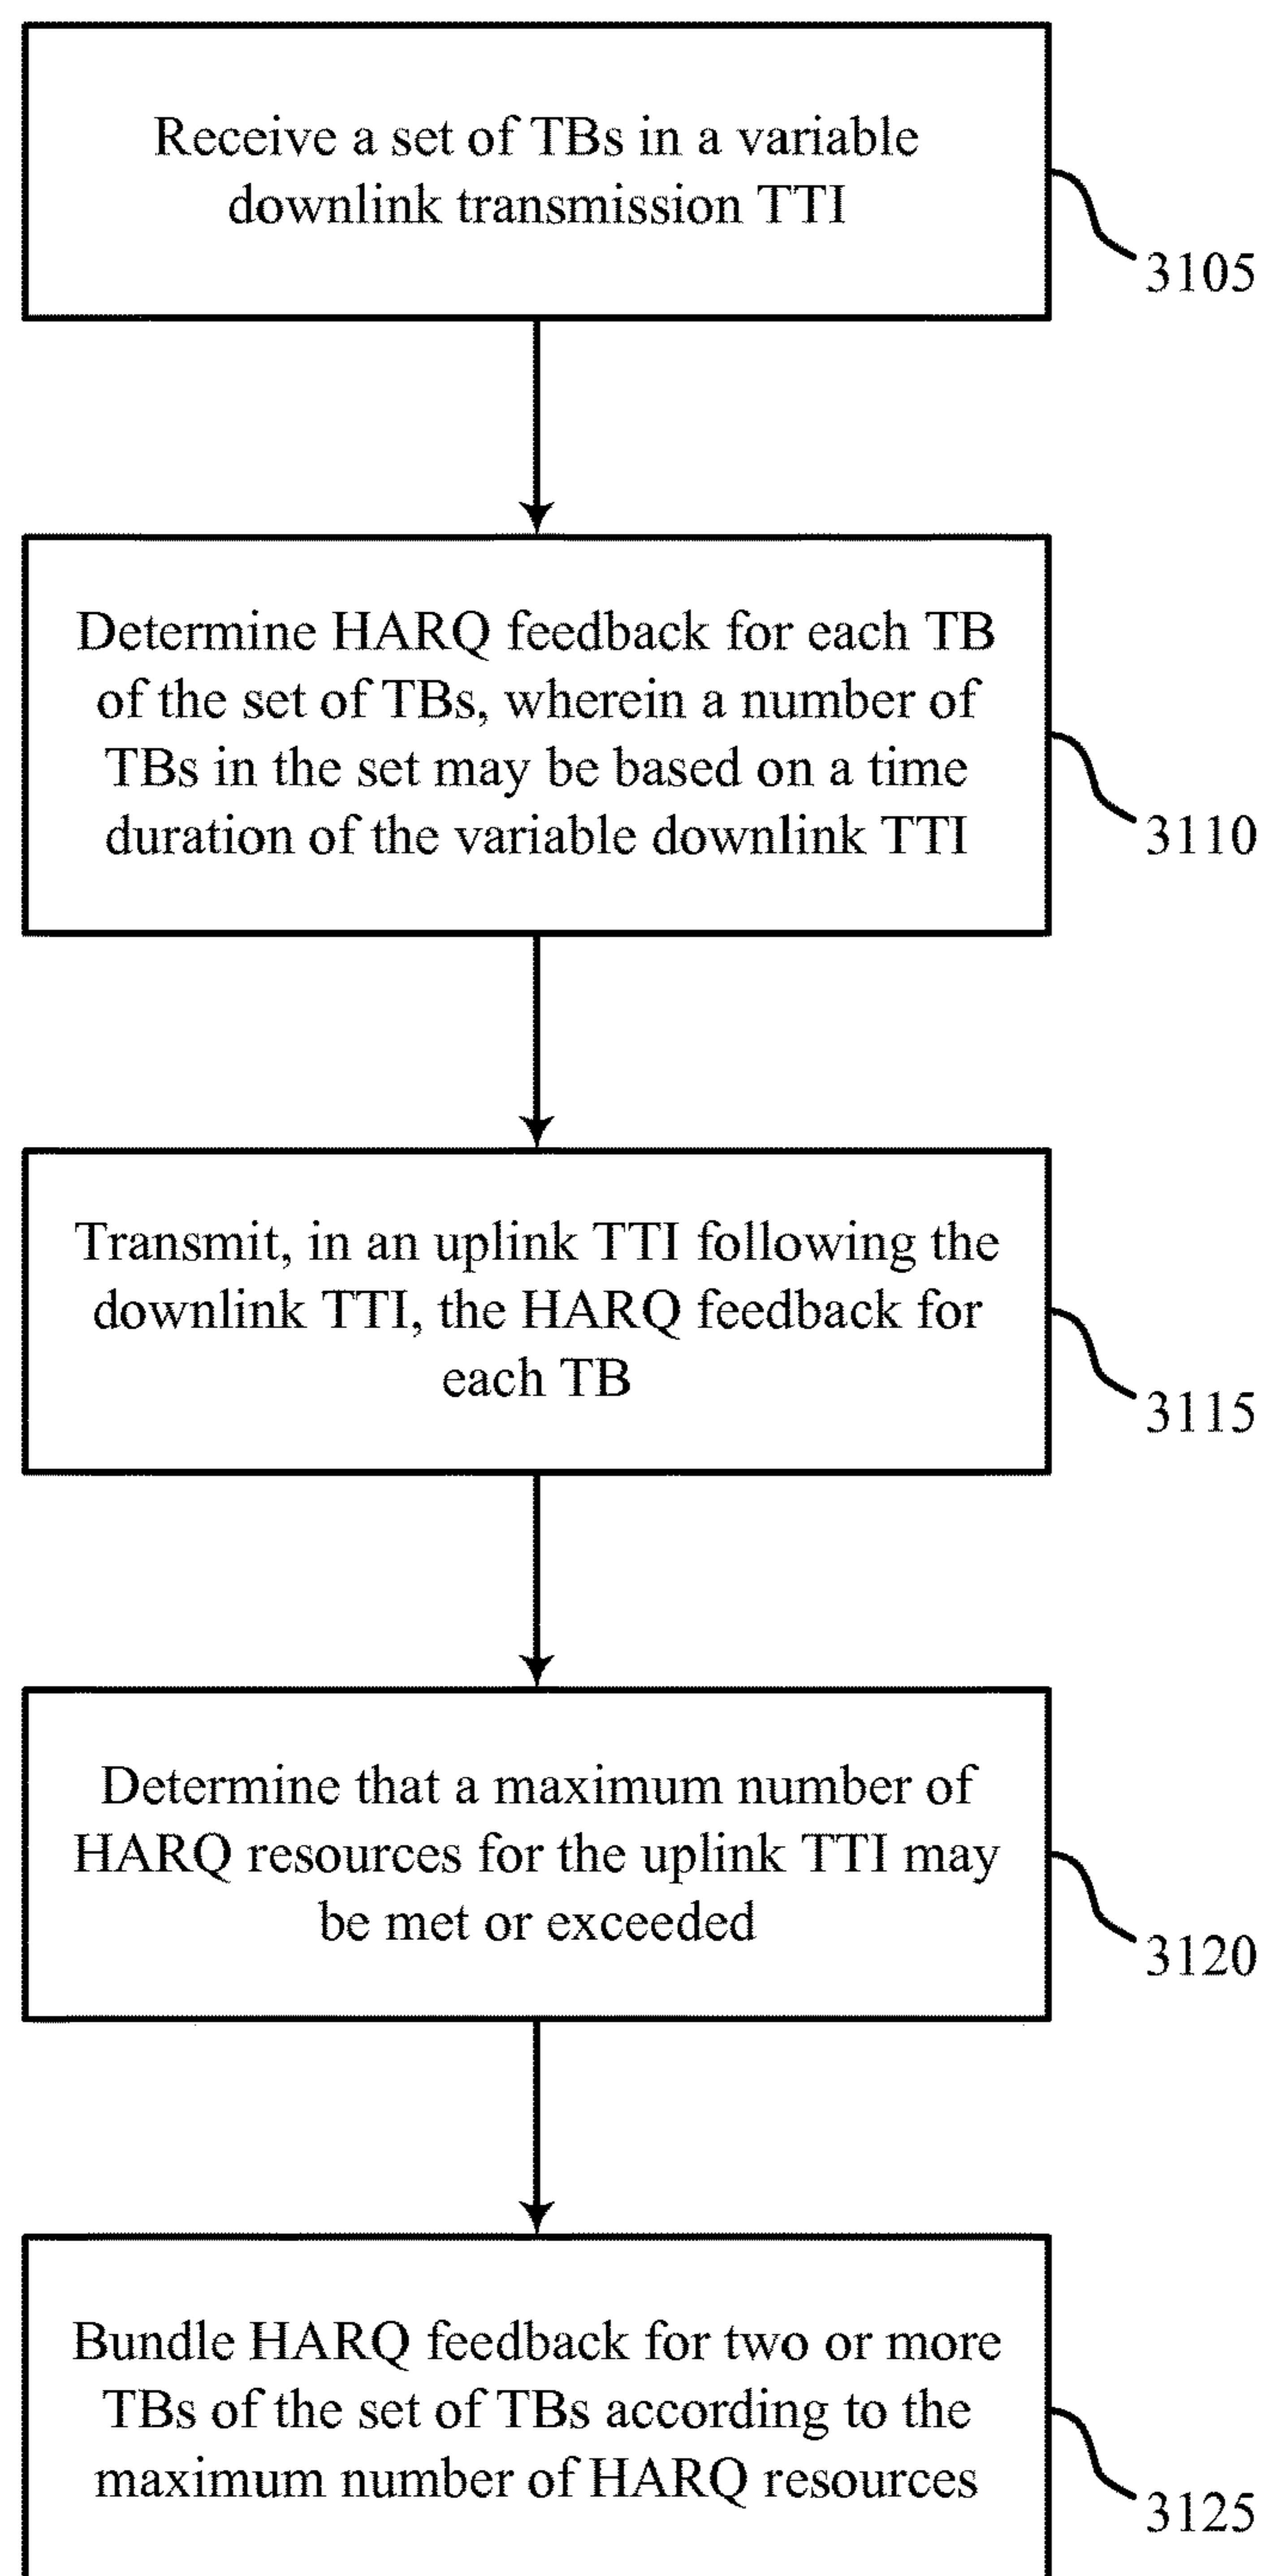 Receive a set of TBs in a variable
downlink transmission TTI
3105
Determine HARQ feedback for each TB
of the set of TBs, wherein a number of
TBs in the set may be based on a time
duration of the variable downlink TTI
3110
Transmit, in an uplink TTI following the
downlink TTI, the HARQ feedback for
each TB
3115
Determine that a maximum number of
HARQ resources for the uplink TTI may
be met or exceeded
3120
Bundle HARQ feedback for two or more
TBs of the set of TBs according to the
maximum number of HARQ resources
3125